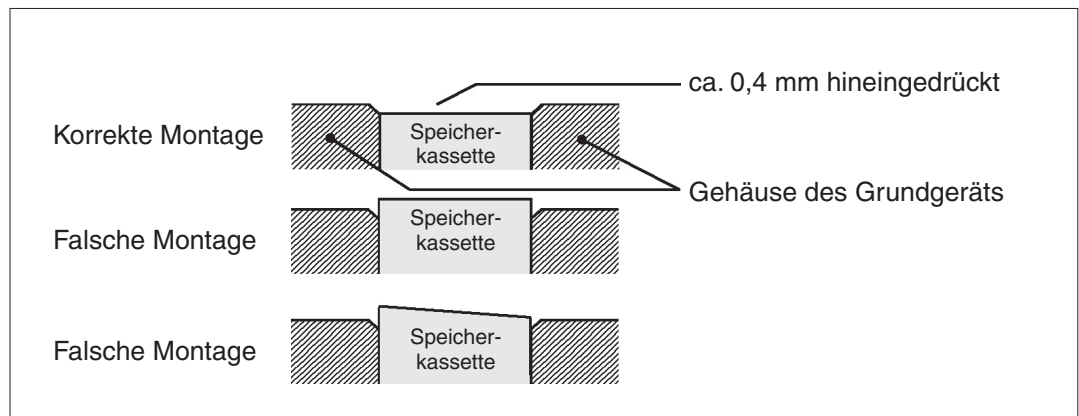 ca. 0,4 mm hineingedrückt
Korrekte Montage
Speicher-
kassette
Gehäuse des Grundgeräts
Falsche Montage
Speicher-
kassette
Falsche Montage
Speicher-
kassette